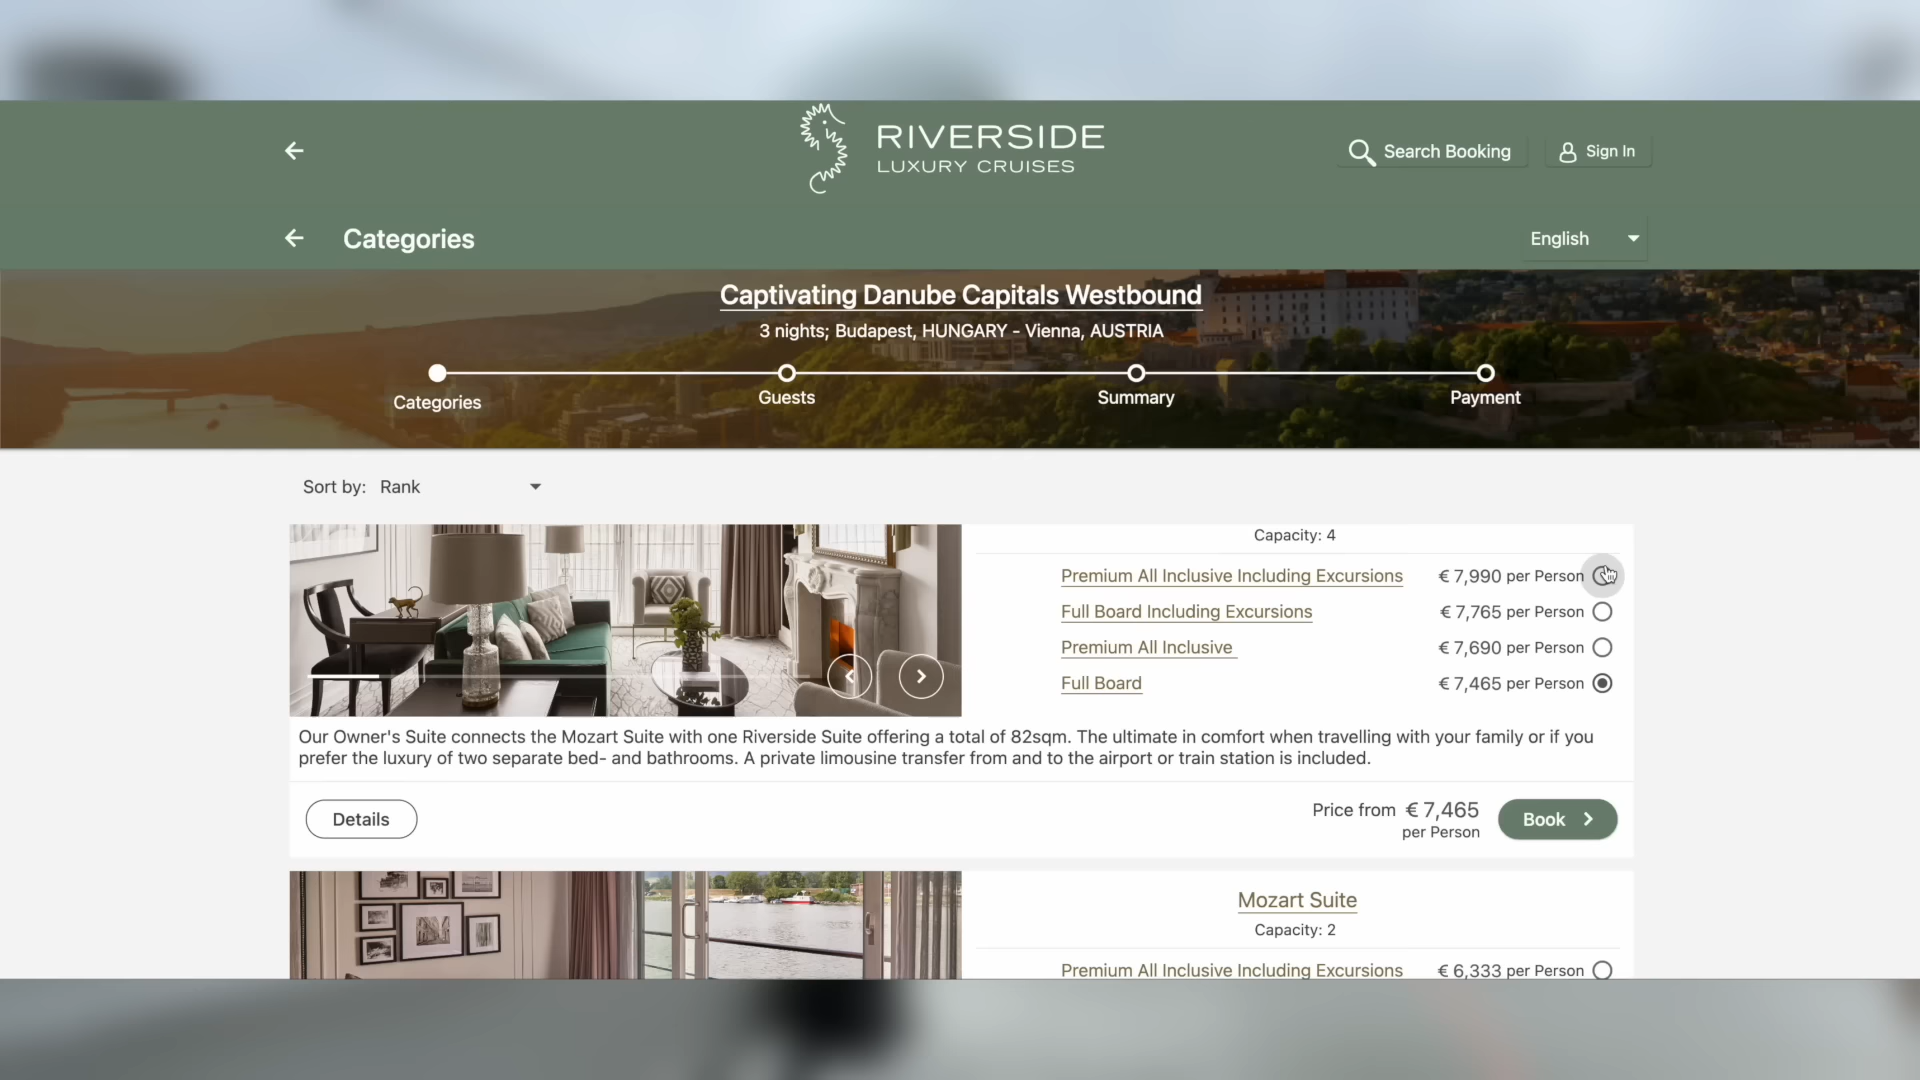 RIVERSIDE
LUXURY CRUISES
Search Booking
Sign In
Categories
English
Captivating Danube Capitals Westbound
3 nights; Budapest, HUNGARY - Vienna, AUSTRIA
Categories
Guests
Summary
Payment
Sort by: Rank
Capacity: 4
Premium All Inclusive Including Excursions € 7,990 per Person
Full Board Including Excursions € 7,765 per Person
Premium All Inclusive € 7,690 per Person
Full Board € 7,465 per Person
Our Owner's Suite connects the Mozart Suite with one Riverside Suite offering a total of 82sqm. The ultimate in comfort when travelling with your family or if you
prefer the luxury of two separate bed- and bathrooms. A private limousine transfer from and to the airport or train station is included.
Details
Price from € 7,465
per Person
Book
Mozart Suite
Capacity: 2
Premium All Inclusive Including Excursions € 6,333 per Person